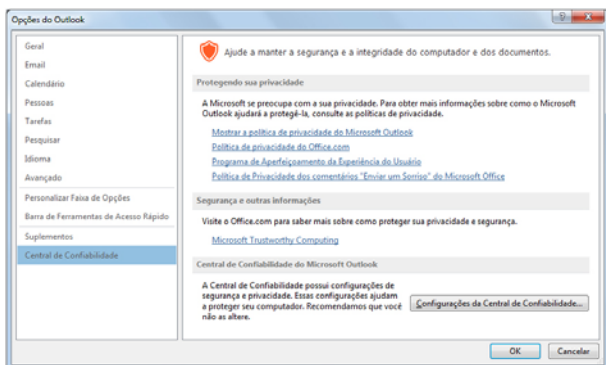 Opções do Outlook
Geral
Email
Calendário
Pessoas
Tarefas
Pesquisar
Idioma
Avançado
Personalizar Faixa de Opções
Barra de Ferramentas de Acesso Rápido
Suplementos
Central de Confiabilidade
Ajude a manter a segurança e a integridade do computador e dos documentos.
Protegendo sua privacidade
A Microsoft se preocupa com a sua privacidade. Para obter mais informações sobre como o Microsoft
Outlook ajudará a protegê-la, consulte as políticas de privacidade.
Mostrar a política de privacidade do Microsoft Outlook
Política de privacidade do Office.com
Programa de Aperfeiçoamento da Experiência do Usuário
Política de Privacidade dos comentários "Enviar um Sorriso" do Microsoft Office
Segurança e outras informações
Visite o Office.com para saber mais sobre como proteger sua privacidade e segurança.
Microsoft Trustworthy Computing
Central de Confiabilidade do Microsoft Outlook
A Central de Confiabilidade possui configurações de
segurança e privacidade. Essas configurações ajudam
a proteger seu computador. Recomendamos que você
não as altere.
Configurações da Central de Confiabilidade...
OK
Cancelar